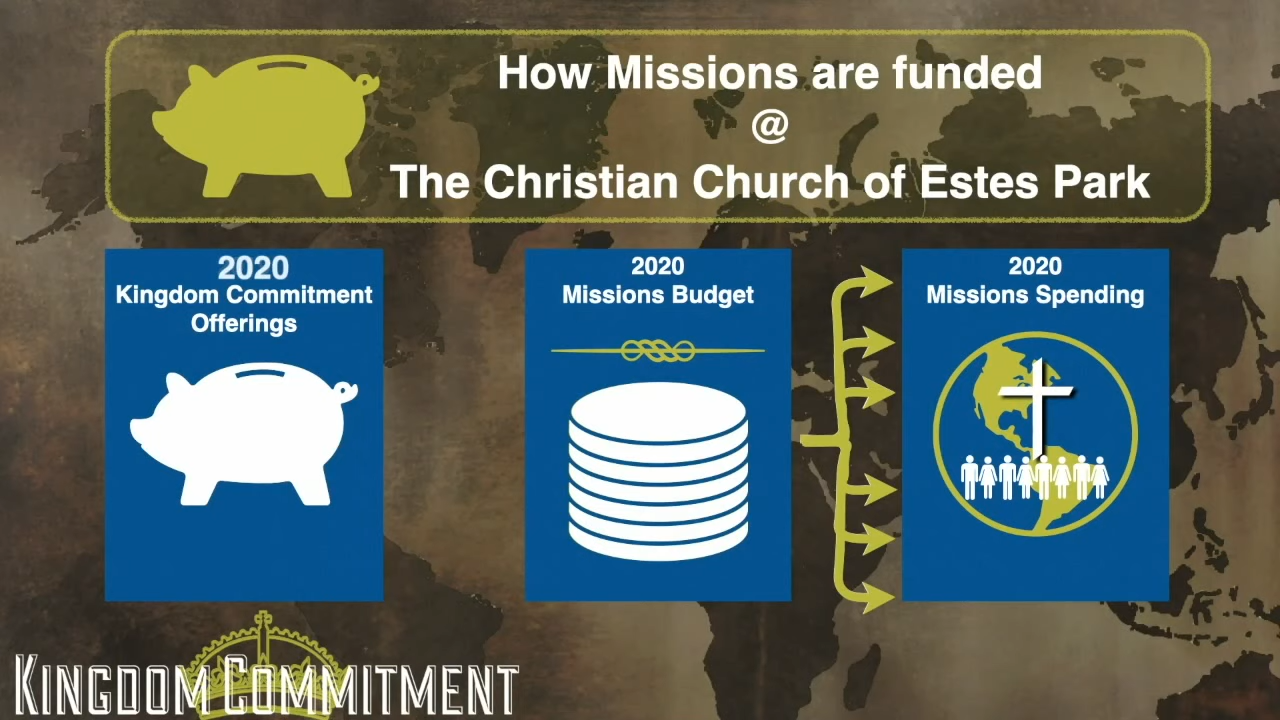 How Missions are funded
@
The Christian Church of Estes Park
2020
Kingdom Commitment
Offerings
2020
Missions Budget
2020
Missions Spending
KINGDOM COMMITMENT